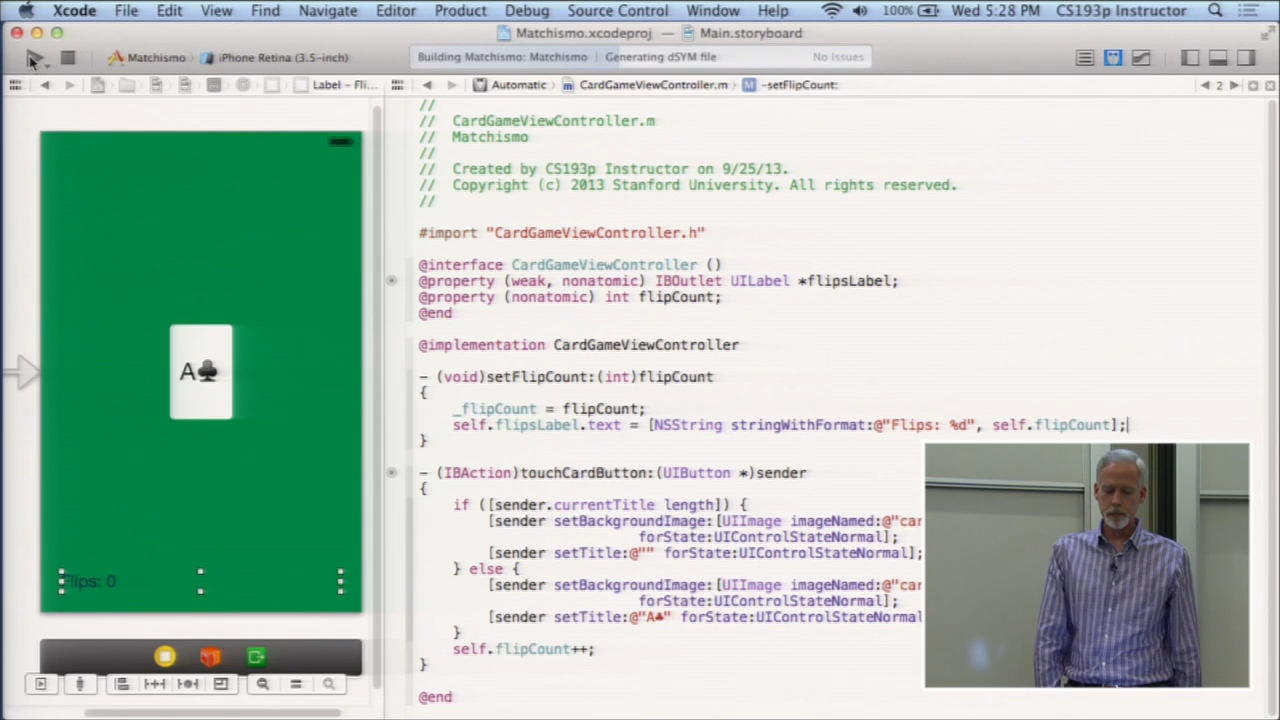 Xcode File Edit View Find Navigate Editor Product Debug Source Control Window Help 100% Wed 5:28 PM CS193p Instructor
Matchismo.xcodeproj — Main.storyboard
Matchismo › iPhone Retina (3.5-inch) Building Matchismo: Matchismo | Generating dSYM file No Issues
Label – Fli... Automatic › CardGameViewController.m › M -setFlipCount: 2
//
// CardGameViewController.m
// Matchismo
//
// Created by CS193p Instructor on 9/25/13.
// Copyright (c) 2013 Stanford University. All rights reserved.
//
#import "CardGameViewController.h"
@interface CardGameViewController ()
@property (weak, nonatomic) IBOutlet UILabel *flipsLabel;
@property (nonatomic) int flipCount;
@end
@implementation CardGameViewController
- (void)setFlipCount:(int)flipCount
{
_flipCount = flipCount;
self.flipsLabel.text = [NSString stringWithFormat:@"Flips: %d", self.flipCount];
}
- (IBAction)touchCardButton:(UIButton *)sender
{
if ([sender.currentTitle length]) {
[sender setBackgroundImage:[UIImage imageNamed:@"car
forState:UIControlStateNormal];
[sender setTitle:@"" forState:UIControlStateNormal];
} else {
[sender setBackgroundImage:[UIImage imageNamed:@"car
forState:UIControlStateNormal];
[sender setTitle:@"A♣" forState:UIControlStateNormal
}
self.flipCount++;
}
@end
A♣
Flips: 0